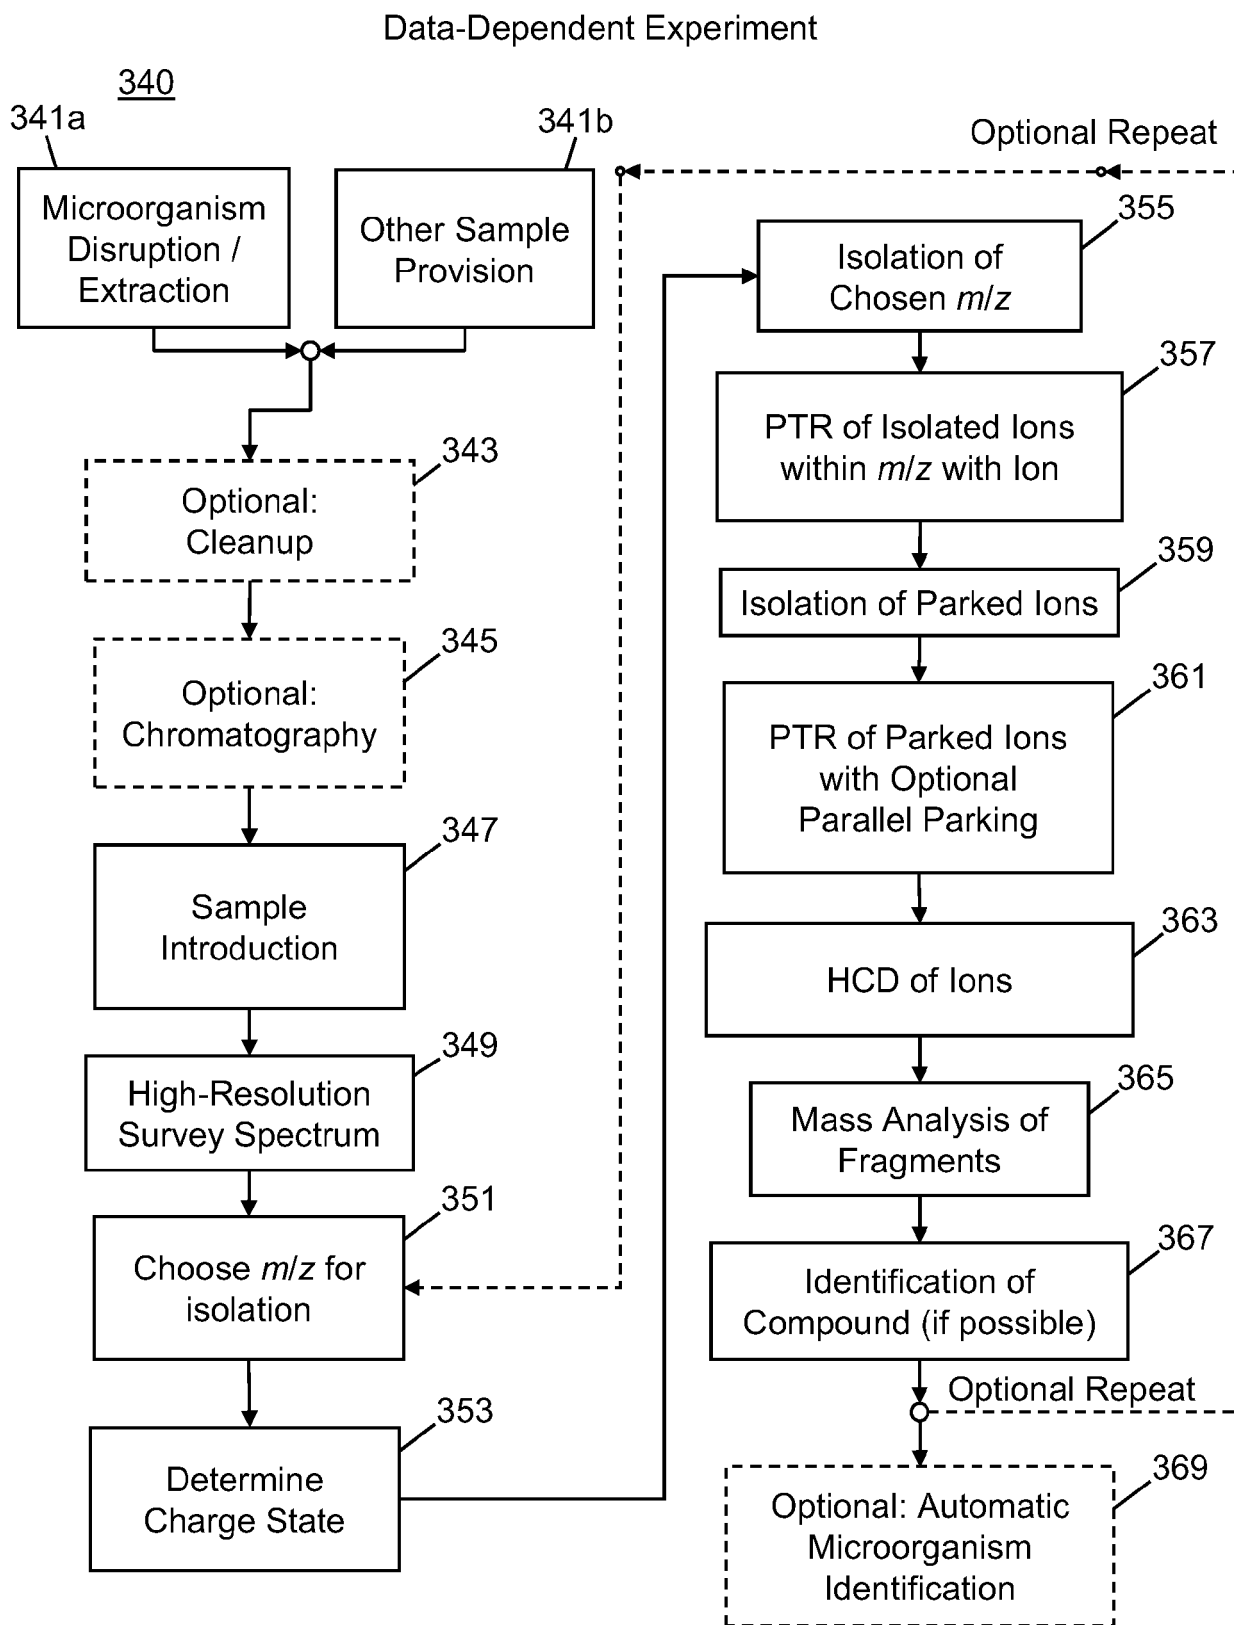 Data-Dependent Experiment
340
341a
Microorganism
Disruption /
Extraction
341b
Other Sample
Provision
343
Optional:
Cleanup
345
Optional:
Chromatography
347
Sample
Introduction
349
High-Resolution
Survey Spectrum
351
Choose m/z for
isolation
353
Determine
Charge State
Optional Repeat
355
Isolation of
Chosen m/z
357
PTR of Isolated Ions
within m/z with Ion
359
Isolation of Parked Ions
361
PTR of Parked Ions
with Optional
Parallel Parking
363
HCD of Ions
365
Mass Analysis of
Fragments
367
Identification of
Compound (if possible)
Optional Repeat
369
Optional: Automatic
Microorganism
Identification